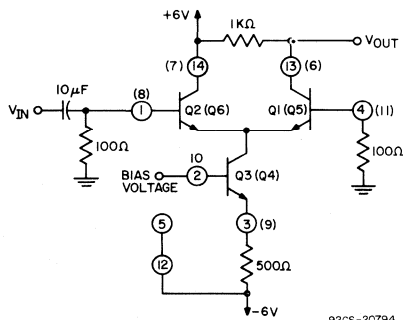 +6V
1KΩ
VOUT
(7) 14
13 (6)
10μF
(8)
VIN
1
Q2(Q6)
Q1(Q5)
4 (11)
100Ω
100Ω
BIAS VOLTAGE
10
2
Q3(Q4)
5
3 (9)
12
500Ω
-6V
92CS-20794